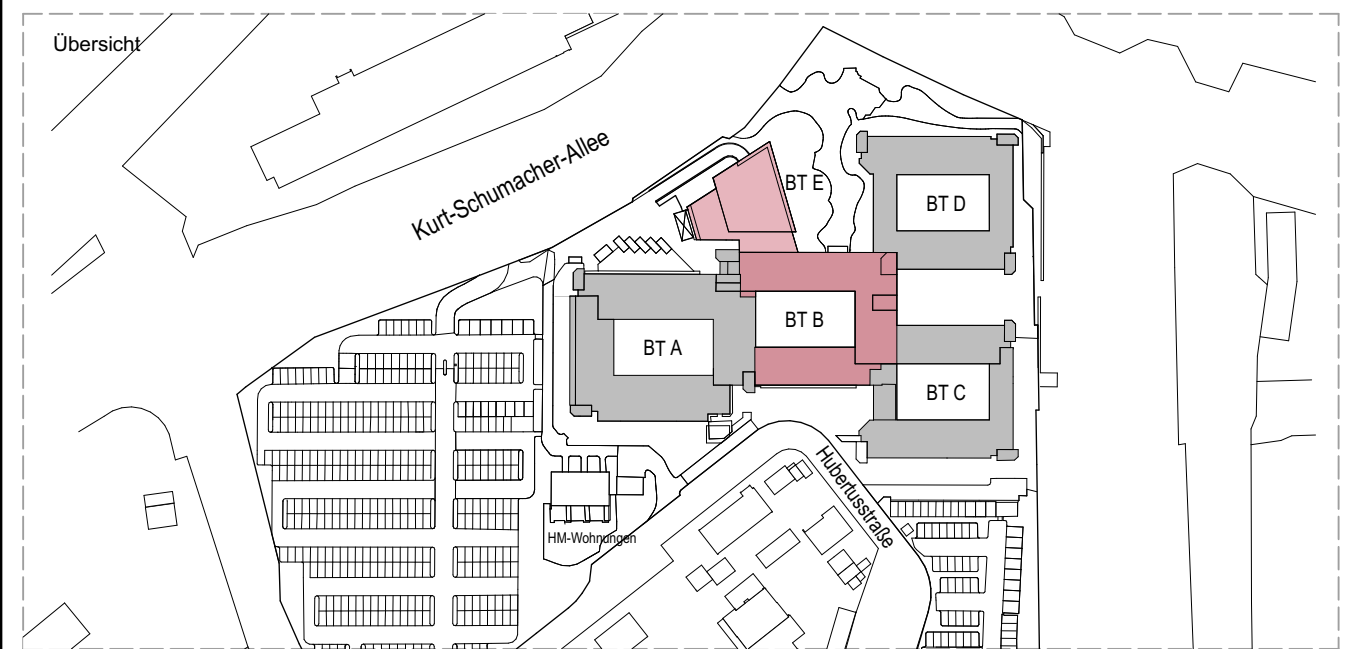 Übersicht
Kurt-Schumacher-Allee
BT E
BT D
BT B
BT A
BT C
Hubertusstraße
HM-Wohnungen